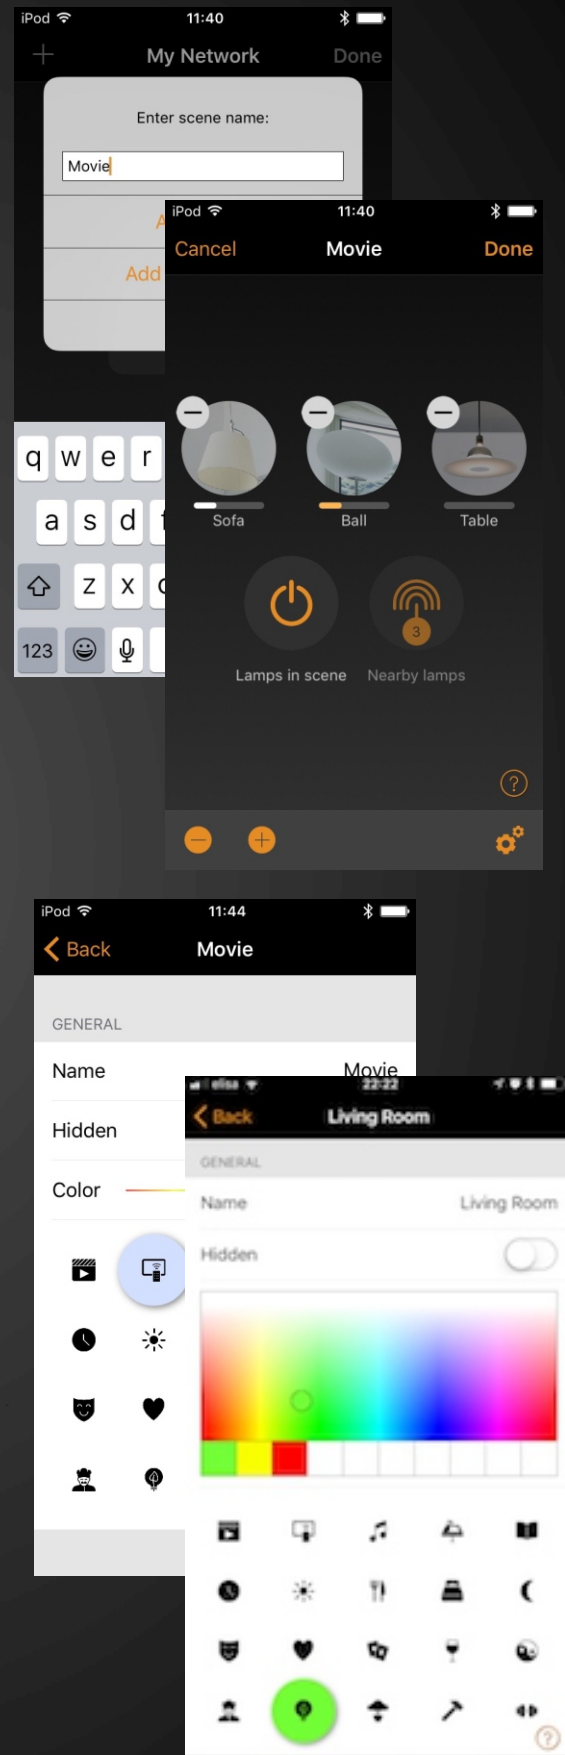 iPod 11:40
My Network Done
Enter scene name:
Movie
A
Add
q w e r
a s d f
z x c
123
iPod 11:40
Cancel Movie Done
Sofa Ball Table
3
Lamps in scene Nearby lamps
?
iPod 11:44
Back Movie
GENERAL
Name Movie
Hidden
Color
elisa 22:22
Back Living Room
GENERAL
Name Living Room
Hidden
?